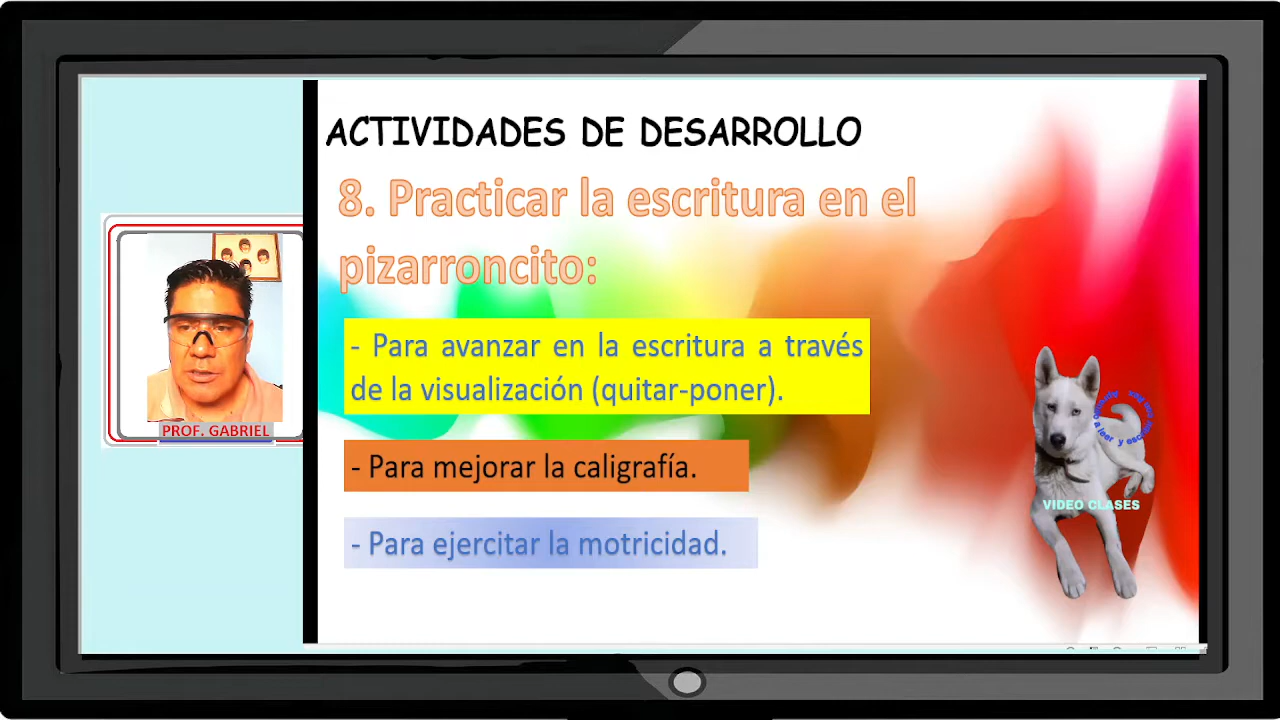 ACTIVIDADES DE DESARROLLO
8. Practicar la escritura en el
pizarroncito:
- Para avanzar en la escritura a través
de la visualización (quitar-poner).
- Para mejorar la caligrafía.
- Para ejercitar la motricidad.
PROF. GABRIEL
VIDEO CLASES